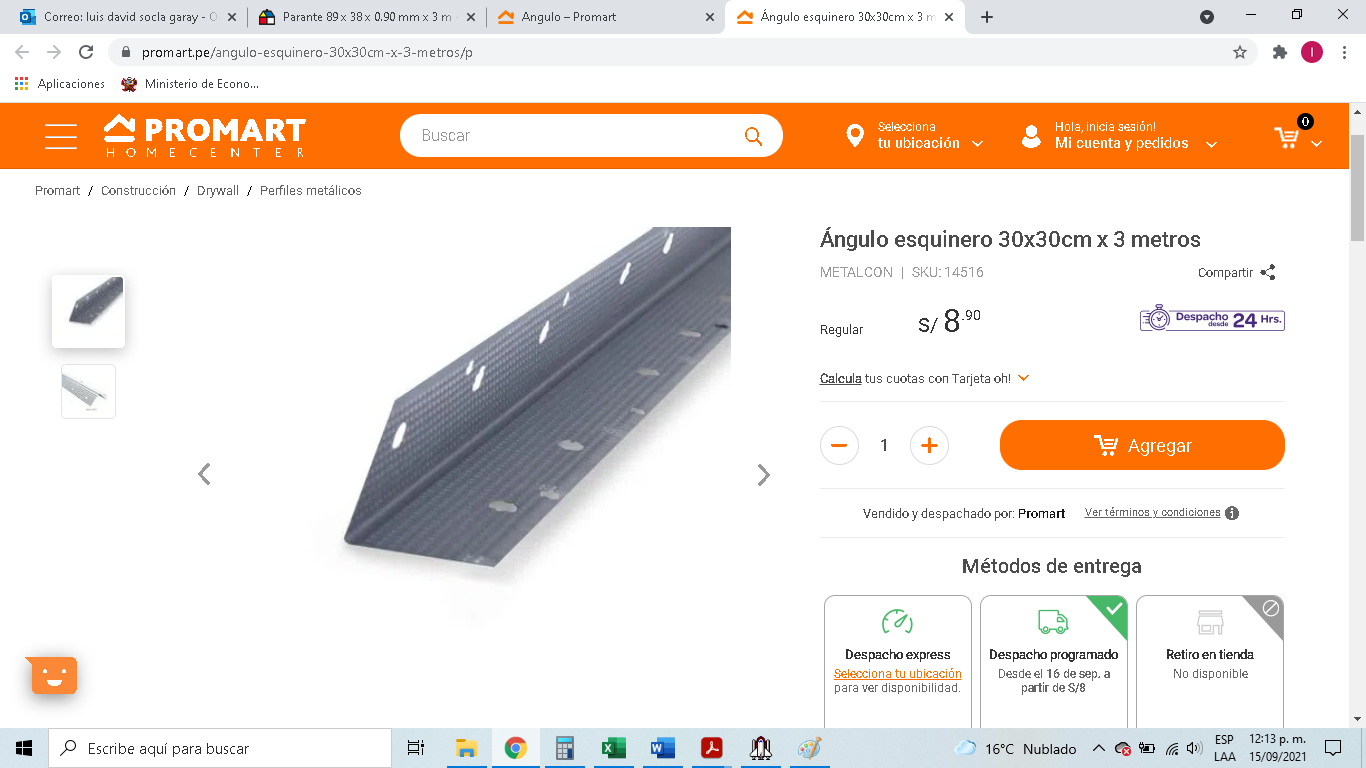 Correo: luis david socla garay - O
Parante 89 x 38 x 0.90 mm x 3 m
Angulo – Promart
Ángulo esquinero 30x30cm x 3 m
promart.pe/angulo-esquinero-30x30cm-x-3-metros/p
I
Aplicaciones
Ministerio de Econo...
PROMART
HOMECENTER
Buscar
Selecciona
tu ubicación
Hola, inicia sesión!
Mi cuenta y pedidos
0
Promart / Construcción / Drywall / Perfiles metálicos
Ángulo esquinero 30x30cm x 3 metros
METALCON | SKU: 14516
Compartir
Regular
S/ 8.90
Despacho
desde 24 Hrs.
Calcula tus cuotas con Tarjeta oh!
1
Agregar
Vendido y despachado por: Promart
Ver términos y condiciones
Métodos de entrega
Despacho express
Selecciona tu ubicación
para ver disponibilidad.
Despacho programado
Desde el 16 de sep. a
partir de S/8
Retiro en tienda
No disponible
Escribe aquí para buscar
16°C Nublado
ESP
LAA
12:13 p. m.
15/09/2021